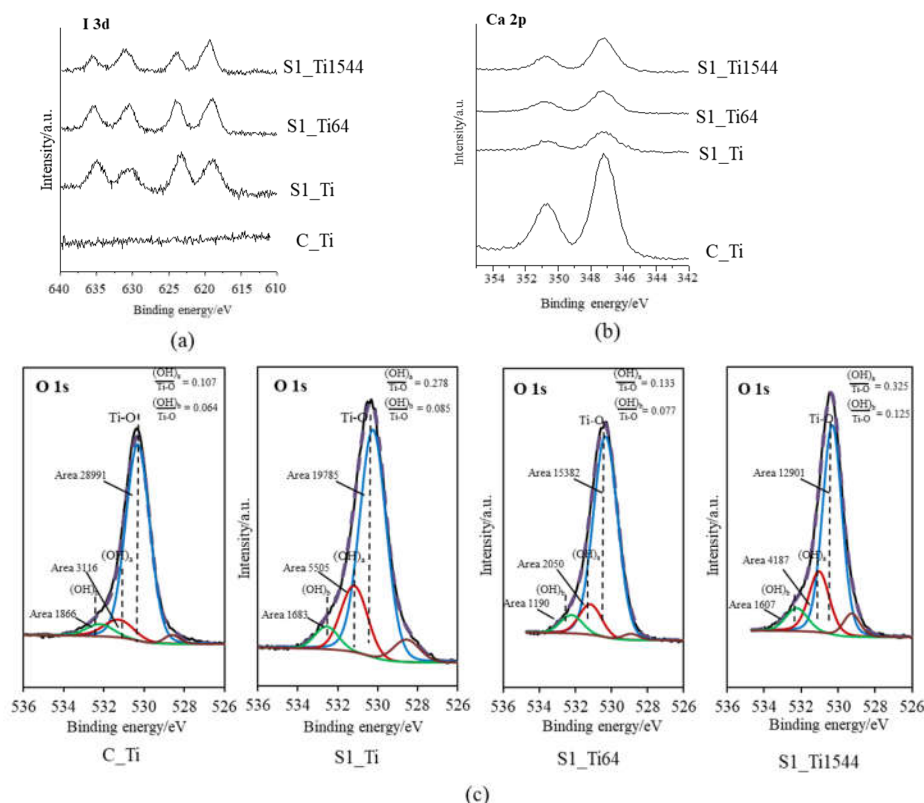 I 3d
Intensity/a.u.
S1_Ti1544
S1_Ti64
S1_Ti
C_Ti
640 635 630 625 620 615 610
Binding energy/eV
(a)
Ca 2p
Intensity/a.u.
S1_Ti1544
S1_Ti64
S1_Ti
C_Ti
354 352 350 348 346 344 342
Binding energy/eV
(b)
O 1s
(OH)a/Ti-O = 0.107
(OH)b/Ti-O = 0.064
Ti-O
Area 28991
(OH)a
Area 3116
(OH)b
Area 1866
536 534 532 530 528 526
Binding energy/eV
C_Ti
Intensity/a.u.
O 1s
(OH)a/Ti-O = 0.278
(OH)b/Ti-O = 0.085
Ti-O
Area 19785
(OH)a
Area 5505
(OH)b
Area 1683
536 534 532 530 528 526
Binding energy/eV
S1_Ti
Intensity/a.u.
O 1s
(OH)a/Ti-O = 0.133
(OH)b/Ti-O = 0.077
Ti-O
Area 15382
(OH)a
Area 2050
(OH)b
Area 1190
536 534 532 530 528 526
Binding energy/eV
S1_Ti64
Intensity/a.u.
O 1s
(OH)a/Ti-O = 0.325
(OH)b/Ti-O = 0.125
Ti-O
Area 12901
(OH)a
Area 4187
(OH)b
Area 1607
536 534 532 530 528 526
Binding energy/eV
S1_Ti1544
(c)